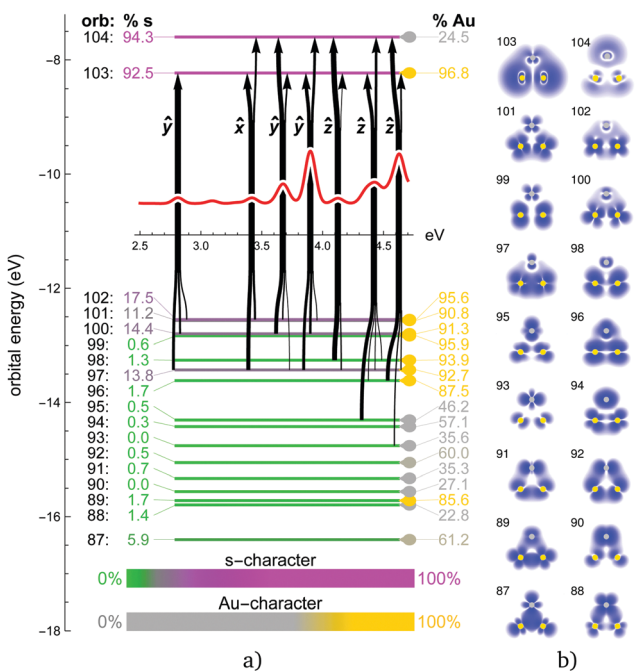 orb: % s % Au
104: 94.3 24.5
103: 92.5 96.8
ŷ x̂ ŷ ŷ ẑ ẑ ẑ
2.5 3.0 3.5 4.0 4.5
eV
102: 17.5 95.6
101: 11.2 90.8
100: 14.4 91.3
99: 0.6 95.9
98: 1.3 93.9
97: 13.8 92.7
96: 1.7 87.5
95: 0.5 46.2
94: 0.3 57.1
93: 0.0 35.6
92: 0.5 60.0
91: 0.7 35.3
90: 0.0 27.1
89: 1.7 85.6
88: 1.4 22.8
87: 5.9 61.2
s-character
0% 100%
Au-character
0% 100%
-8
-10
-12
-14
-16
-18
orbital energy (eV)
a)
103 104
101 102
99 100
97 98
95 96
93 94
91 92
89 90
87 88
b)